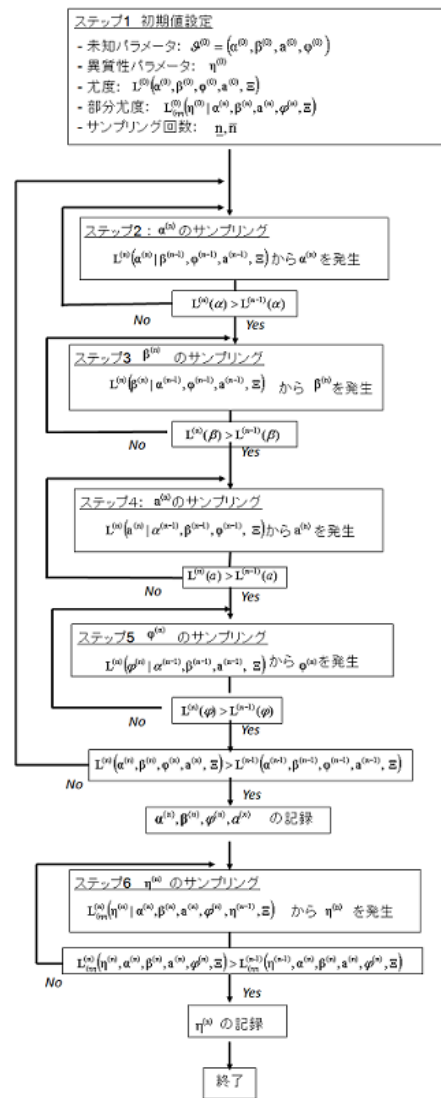 ステップ1 初期値設定
- 未知パラメータ: 𝜗⁽⁰⁾ = (α⁽⁰⁾, β⁽⁰⁾, a⁽⁰⁾, φ⁽⁰⁾)
- 異質性パラメータ: η⁽⁰⁾
- 尤度: L⁽⁰⁾(α⁽⁰⁾, β⁽⁰⁾, φ⁽⁰⁾, a⁽⁰⁾, Ξ)
- 部分尤度: (η⁽⁰⁾ | α⁽ⁿ⁾, β⁽ⁿ⁾, a⁽ⁿ⁾, φ⁽ⁿ⁾, Ξ)
- サンプリング回数: n, n̄
ステップ2: α⁽ⁿ⁾ のサンプリング
L⁽ⁿ⁾(α⁽ⁿ⁾ | β⁽ⁿ⁻¹⁾, φ⁽ⁿ⁻¹⁾, a⁽ⁿ⁻¹⁾, Ξ) から α⁽ⁿ⁾ を発生
L⁽ⁿ⁾(α) > L⁽ⁿ⁻¹⁾(α)
No Yes
ステップ3 β⁽ⁿ⁾ のサンプリング
L⁽ⁿ⁾(β⁽ⁿ⁾ | α⁽ⁿ⁻¹⁾, φ⁽ⁿ⁻¹⁾, a⁽ⁿ⁻¹⁾, Ξ) から β⁽ⁿ⁾ を発生
L⁽ⁿ⁾(β) > L⁽ⁿ⁻¹⁾(β)
No Yes
ステップ4: a⁽ⁿ⁾ のサンプリング
L⁽ⁿ⁾(a⁽ⁿ⁾ | α⁽ⁿ⁻¹⁾, β⁽ⁿ⁻¹⁾, φ⁽ⁿ⁻¹⁾, Ξ) から a⁽ⁿ⁾ を発生
L⁽ⁿ⁾(a) > L⁽ⁿ⁻¹⁾(a)
No Yes
ステップ5 φ⁽ⁿ⁾ のサンプリング
L⁽ⁿ⁾(φ⁽ⁿ⁾ | α⁽ⁿ⁻¹⁾, β⁽ⁿ⁻¹⁾, a⁽ⁿ⁻¹⁾, Ξ) から φ⁽ⁿ⁾ を発生
L⁽ⁿ⁾(φ) > L⁽ⁿ⁻¹⁾(φ)
No Yes
L⁽ⁿ⁾(α⁽ⁿ⁾, β⁽ⁿ⁾, φ⁽ⁿ⁾, a⁽ⁿ⁾, Ξ) > L⁽ⁿ⁻¹⁾(α⁽ⁿ⁻¹⁾, β⁽ⁿ⁻¹⁾, φ⁽ⁿ⁻¹⁾, a⁽ⁿ⁻¹⁾, Ξ)
No Yes
α⁽ⁿ⁾, β⁽ⁿ⁾, φ⁽ⁿ⁾, a⁽ⁿ⁾ の記録
ステップ6 η⁽ⁿ⁾ のサンプリング
(η⁽ⁿ⁾ | α⁽ⁿ⁾, β⁽ⁿ⁾, a⁽ⁿ⁾, φ⁽ⁿ⁾, η⁽ⁿ⁻¹⁾, Ξ) から η⁽ⁿ⁾ を発生
(η⁽ⁿ⁾, α⁽ⁿ⁾, β⁽ⁿ⁾, a⁽ⁿ⁾, φ⁽ⁿ⁾, Ξ) > (η⁽ⁿ⁻¹⁾, α⁽ⁿ⁾, β⁽ⁿ⁾, a⁽ⁿ⁾, φ⁽ⁿ⁾, Ξ)
No Yes
η⁽ⁿ⁾ の記録
終了